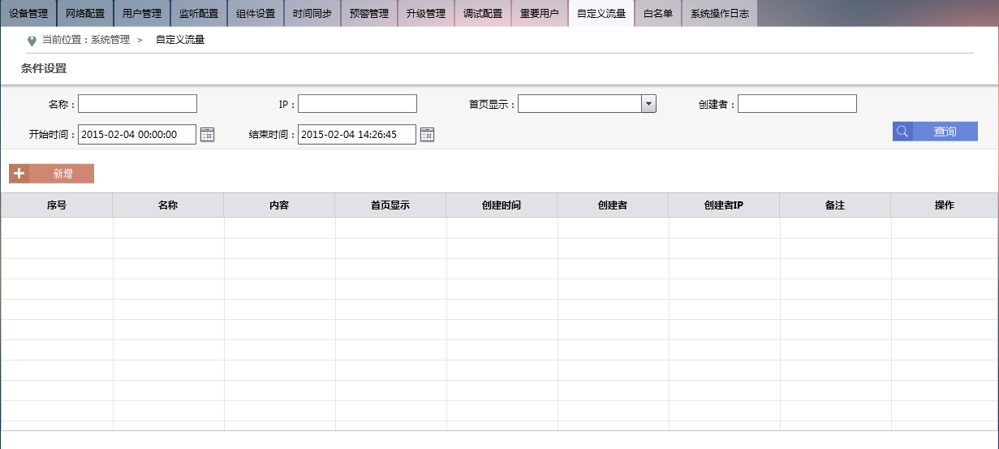 设备管理 网络配置 用户管理 监听配置 组件设置 时间同步 预警管理 升级管理 调试配置 重要用户 自定义流量 白名单 系统操作日志
当前位置：系统管理 > 自定义流量
条件设置
名称： IP： 首页显示： 创建者：
开始时间： 2015-02-04 00:00:00 结束时间： 2015-02-04 14:26:45 查询
新增
序号 名称 内容 首页显示 创建时间 创建者 创建者IP 备注 操作